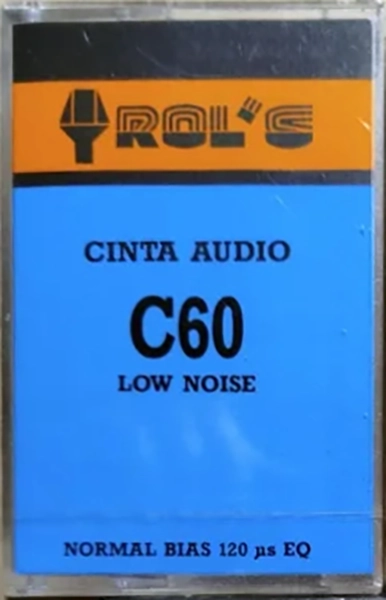 ROL'S
CINTA AUDIO
C60
LOW NOISE
NORMAL BIAS 120 µs EQ